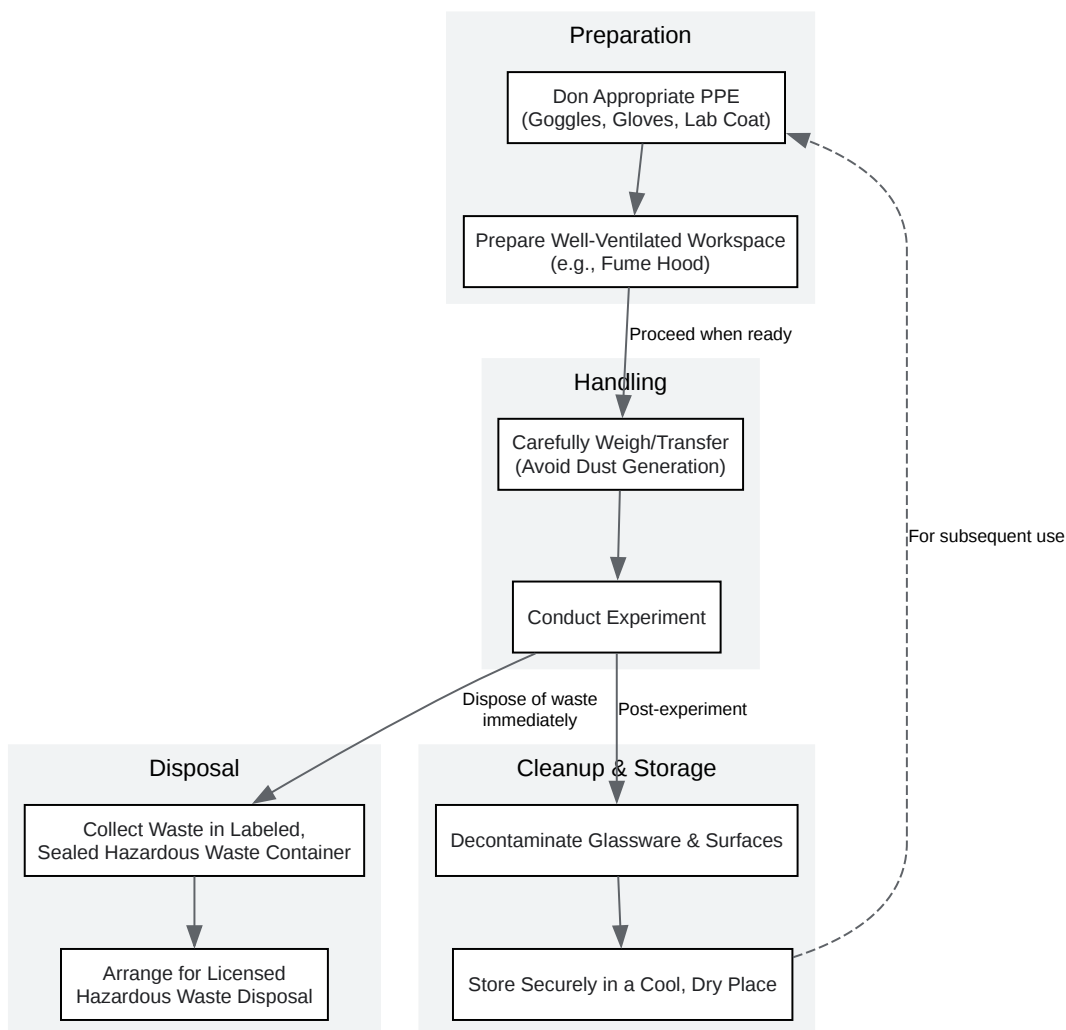 Preparation
Don Appropriate PPE
(Goggles, Gloves, Lab Coat)
Prepare Well-Ventilated Workspace
(e.g., Fume Hood)
Proceed when ready
Handling
Carefully Weigh/Transfer
(Avoid Dust Generation)
For subsequent use
Conduct Experiment
Dispose of waste
immediately
Post-experiment
Disposal
Collect Waste in Labeled,
Sealed Hazardous Waste Container
Arrange for Licensed
Hazardous Waste Disposal
Cleanup & Storage
Decontaminate Glassware & Surfaces
Store Securely in a Cool, Dry Place